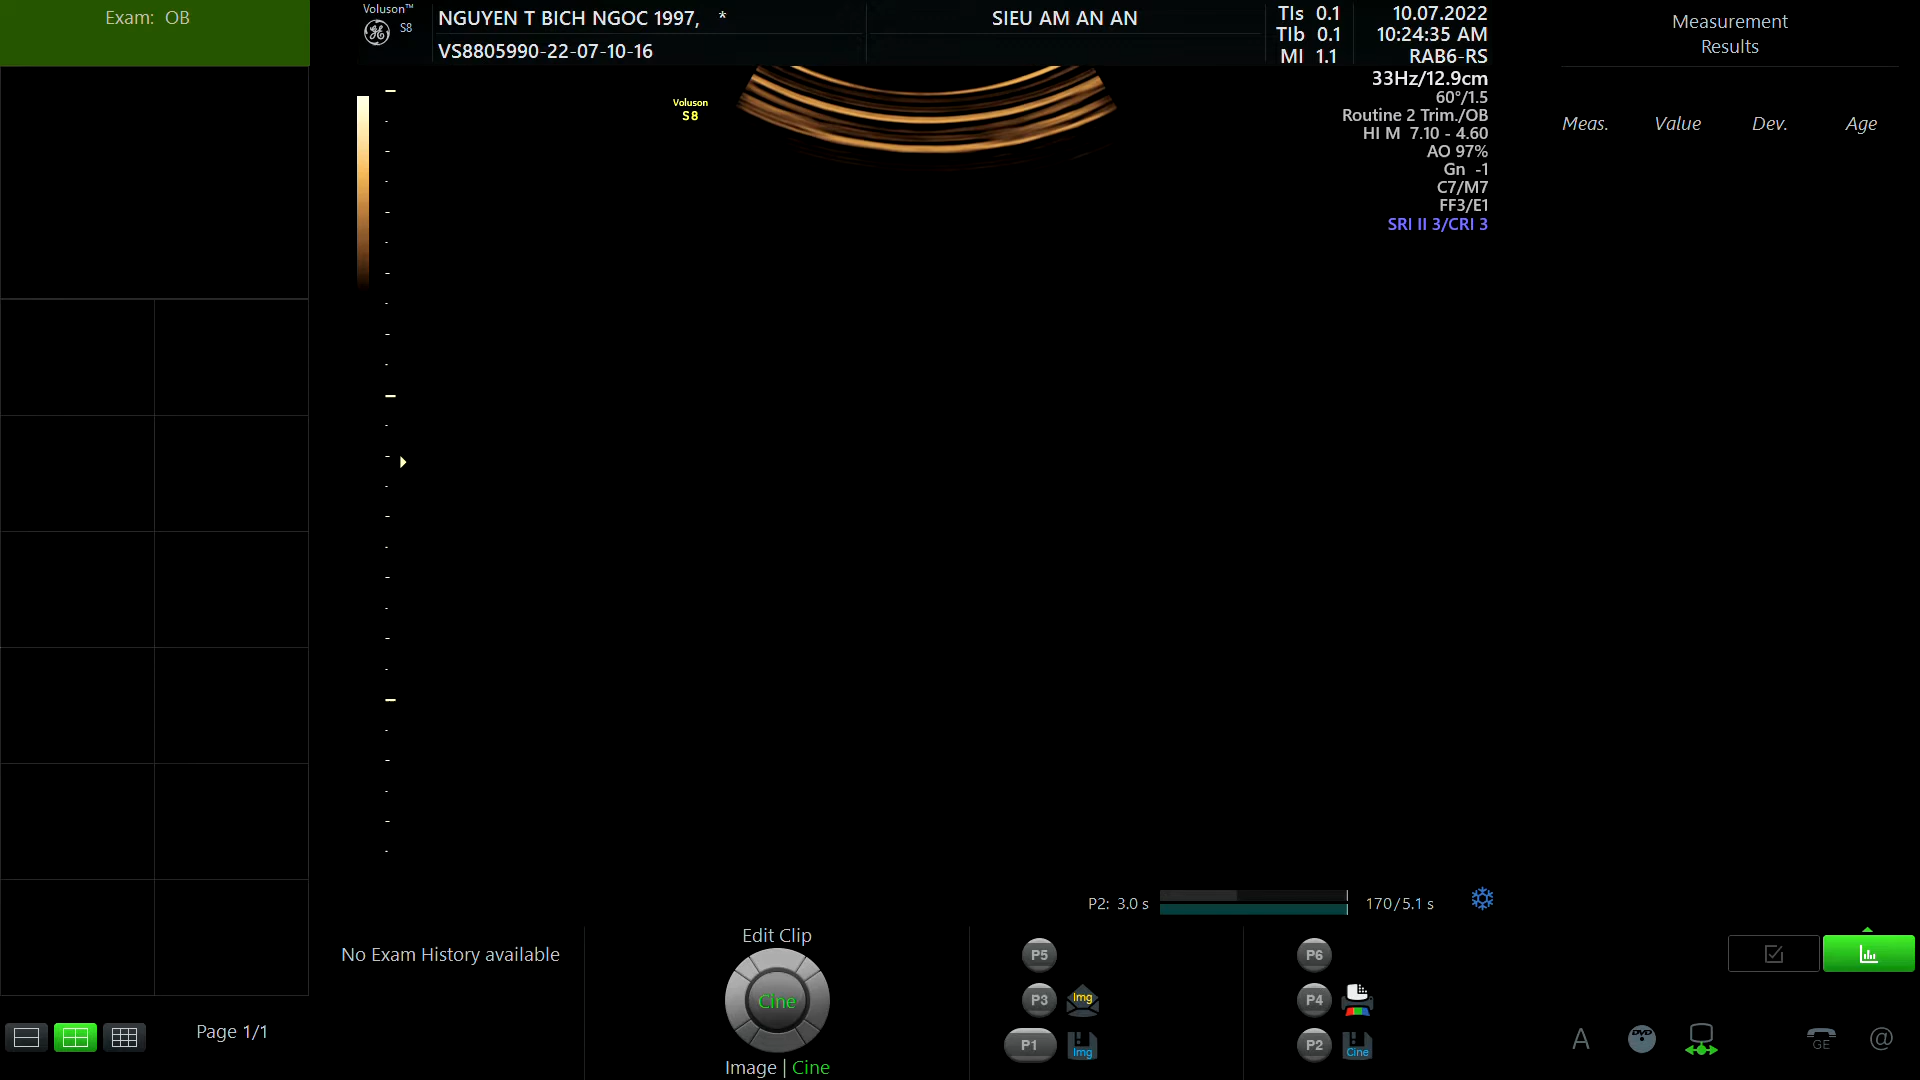 Exam: OB
Voluson™
S8
NGUYEN T BICH NGOC 1997, *
VS8805990-22-07-10-16
SIEU AM AN AN
TIs 0.1
TIb 0.1
MI 1.1
10.07.2022
10:24:35 AM
RAB6-RS
Measurement
Results
Meas. Value Dev. Age
Voluson
S8
33Hz/12.9cm
60°/1.5
Routine 2 Trim./OB
HI M 7.10 - 4.60
AO 97%
Gn -1
C7/M7
FF3/E1
SRI II 3/CRI 3
P2: 3.0 s
170/5.1 s
No Exam History available
Edit Clip
Cine
Image | Cine
P5
P3 Img
P1 Img
P6
P4
P2 Cine
Page 1/1
A
DVD
GE
@